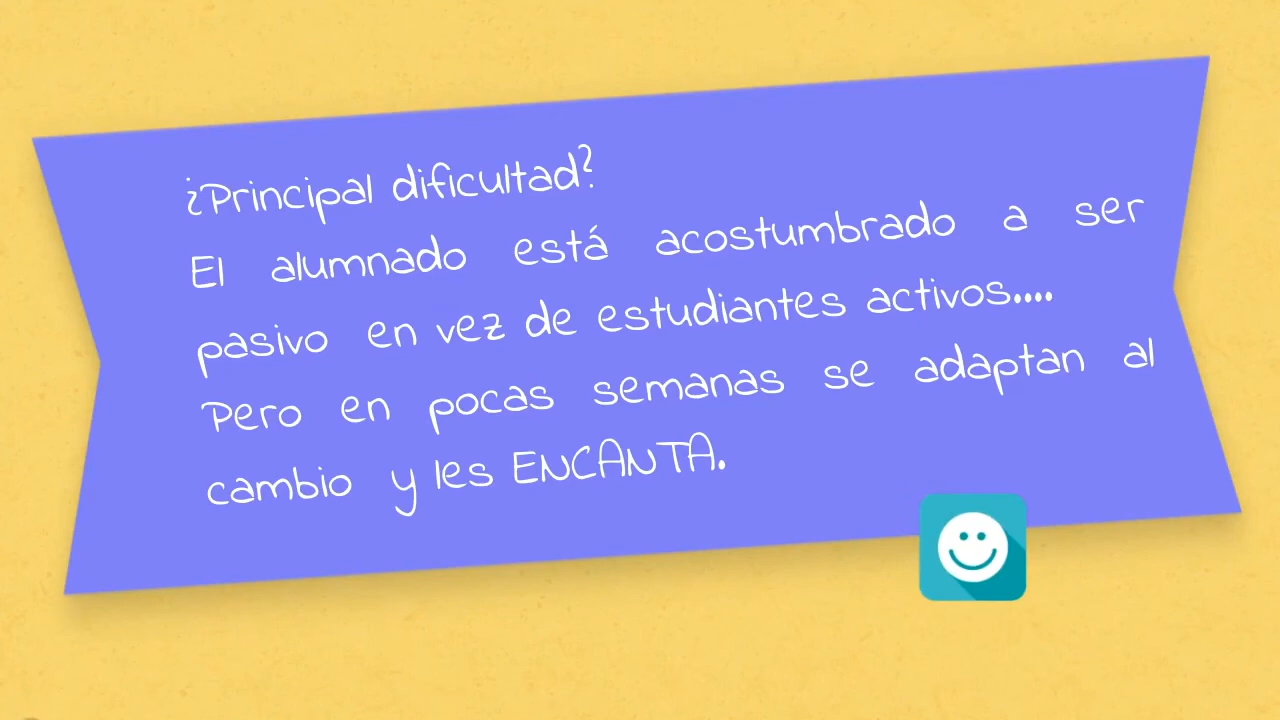 ¿Principal dificultad?
El alumnado está acostumbrado a ser
pasivo en vez de estudiantes activos....
Pero en pocas semanas se adaptan al
cambio y les ENCANTA.